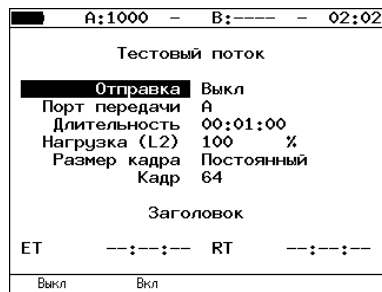 A:1000 – B:---- – 02:02
Тестовый поток
Отправка Выкл
Порт передачи A
Длительность 00:01:00
Нагрузка (L2) 100 %
Размер кадра Постоянный
Кадр 64
Заголовок
ET --:--:-- RT --:--:--
Выкл Вкл